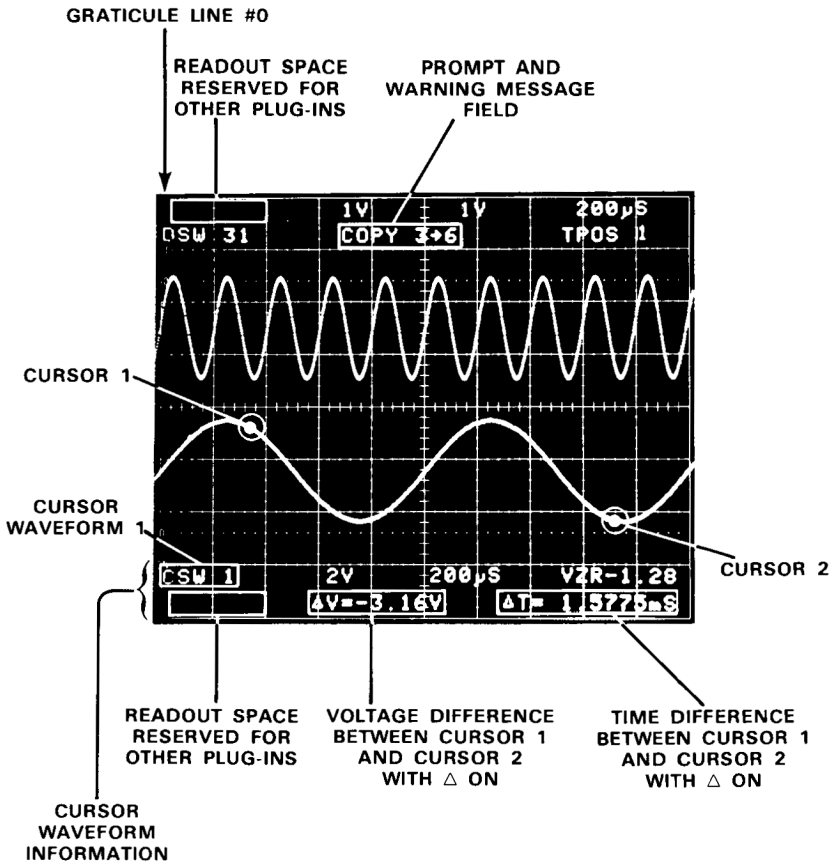 GRATICULE LINE #0
READOUT SPACE
RESERVED FOR
OTHER PLUG-INS
PROMPT AND
WARNING MESSAGE
FIELD
1V 1V 200µS
DSW 31 COPY 3→6 TPOS 1
CURSOR 1
CURSOR
WAVEFORM 1
CURSOR 2
CSW 1 2V 200µS VZR-1.28
ΔV=-3.16V ΔT= 1.5775mS
READOUT SPACE
RESERVED FOR
OTHER PLUG-INS
VOLTAGE DIFFERENCE
BETWEEN CURSOR 1
AND CURSOR 2
WITH △ ON
TIME DIFFERENCE
BETWEEN CURSOR 1
AND CURSOR 2
WITH △ ON
CURSOR
WAVEFORM
INFORMATION